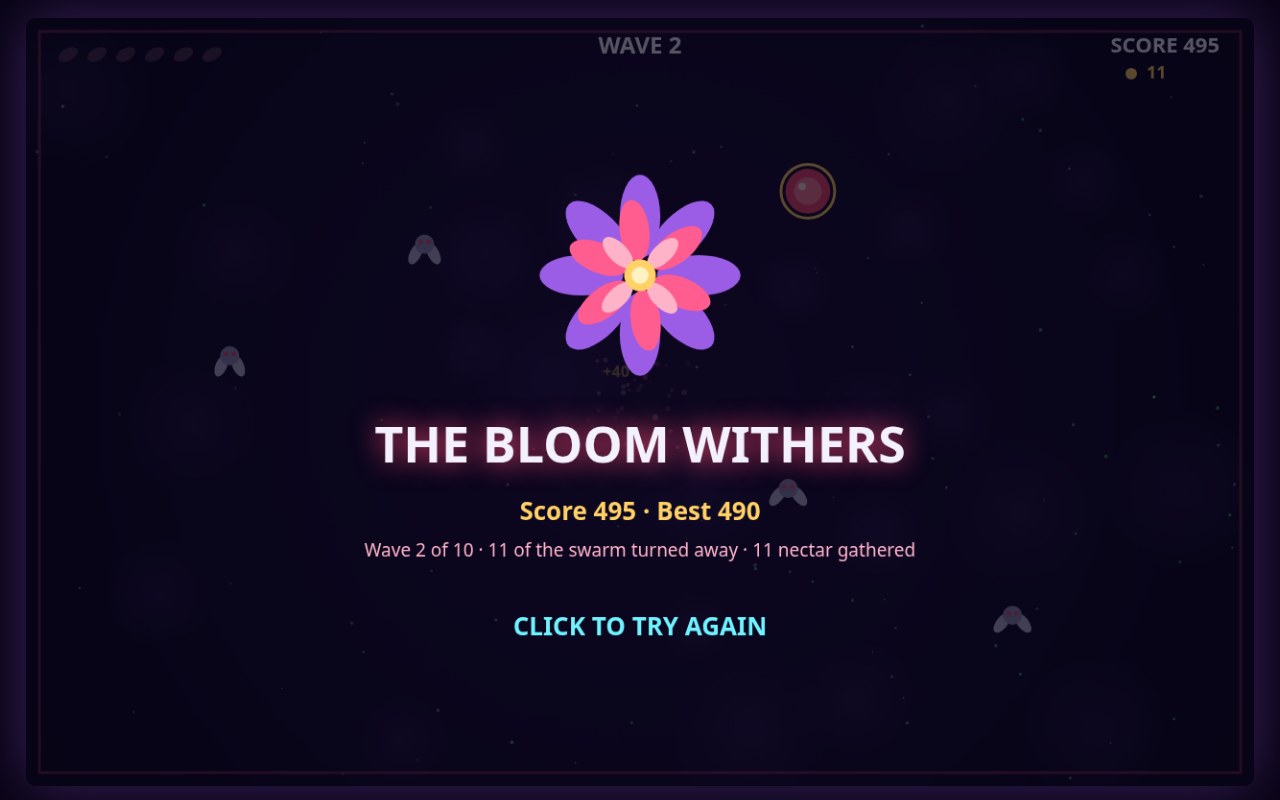 WAVE 2
SCORE 495
11
+40
THE BLOOM WITHERS
Score 495 · Best 490
Wave 2 of 10 · 11 of the swarm turned away · 11 nectar gathered
CLICK TO TRY AGAIN